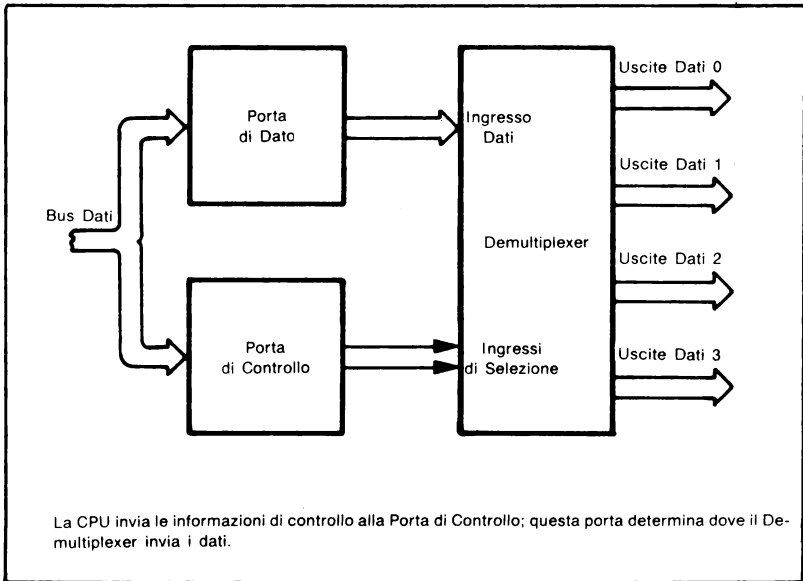 Uscite Dati 0
Porta
di Dato
Ingresso
Dati
Uscite Dati 1
Bus Dati
Demultiplexer
Uscite Dati 2
Porta
di Controllo
Ingressi
di Selezione
Uscite Dati 3
La CPU invia le informazioni di controllo alla Porta di Controllo; questa porta determina dove il De-
multiplexer invia i dati.